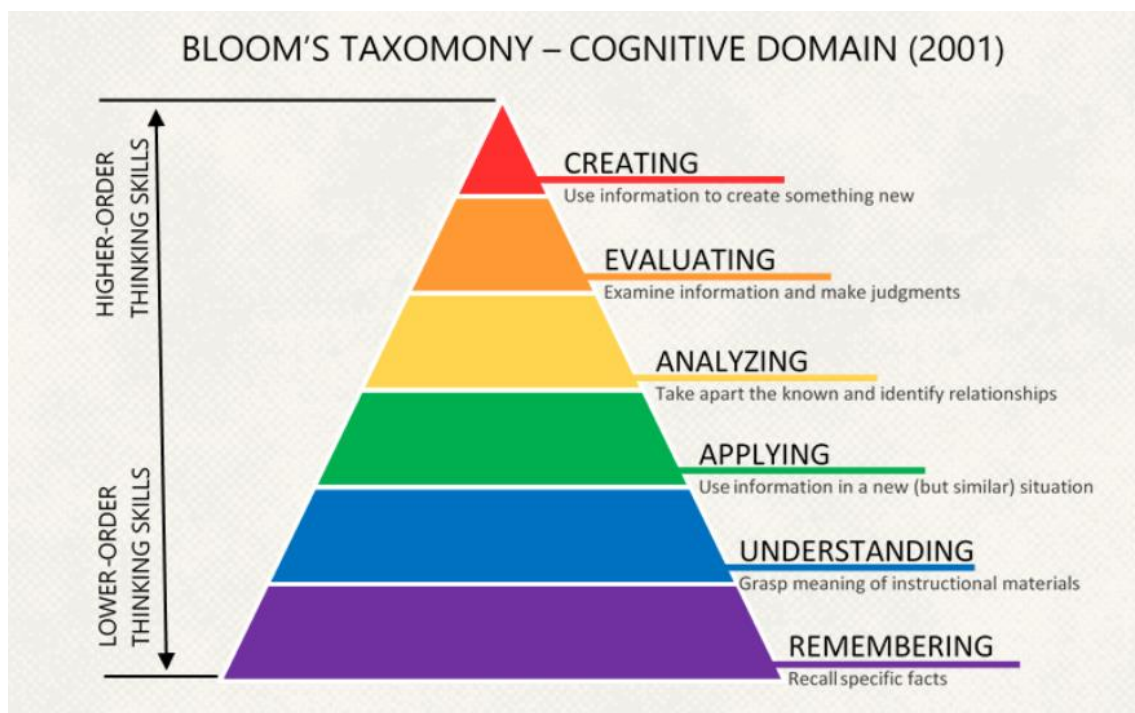 BLOOM'S TAXOMONY – COGNITIVE DOMAIN (2001)
HIGHER-ORDER
THINKING SKILLS
LOWER-ORDER
THINKING SKILLS
CREATING
Use information to create something new
EVALUATING
Examine information and make judgments
ANALYZING
Take apart the known and identify relationships
APPLYING
Use information in a new (but similar) situation
UNDERSTANDING
Grasp meaning of instructional materials
REMEMBERING
Recall specific facts